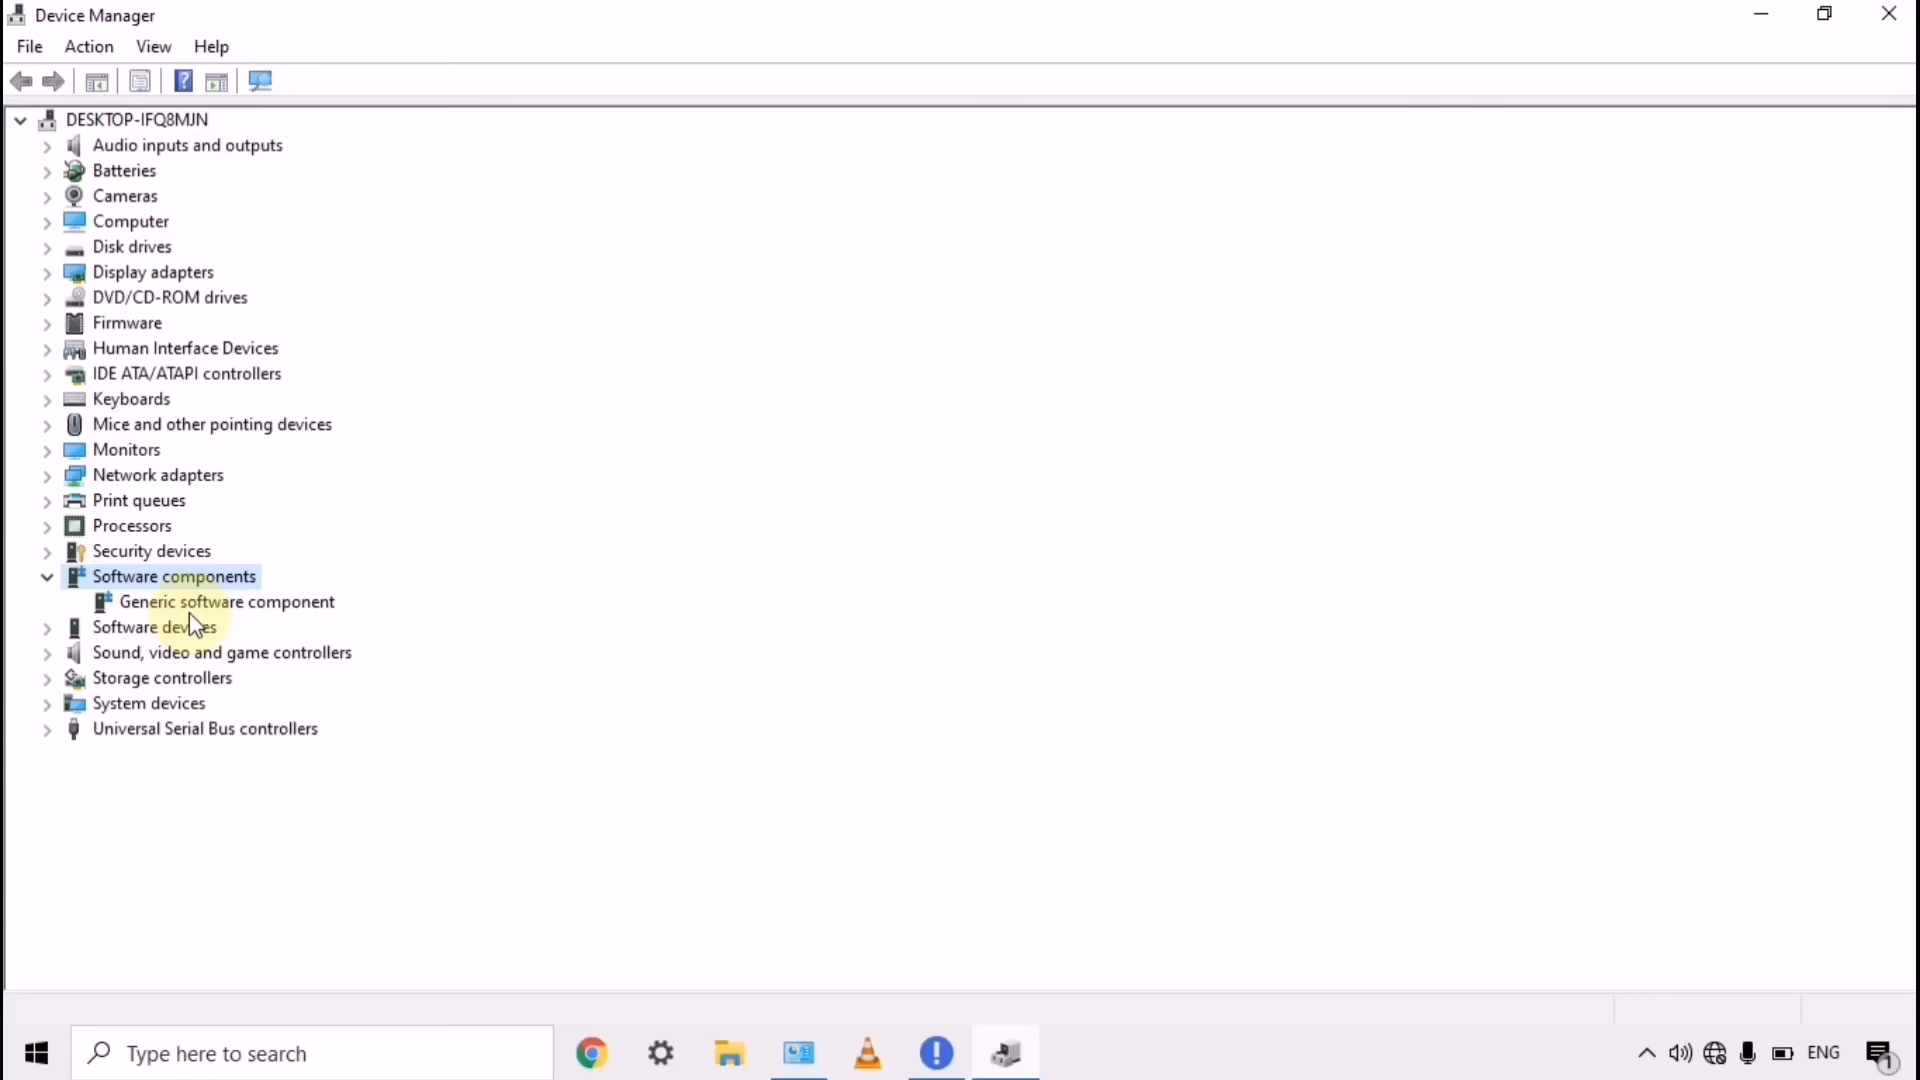 Device Manager
File Action View Help
DESKTOP-IFQ8MJN
Audio inputs and outputs
Batteries
Cameras
Computer
Disk drives
Display adapters
DVD/CD-ROM drives
Firmware
Human Interface Devices
IDE ATA/ATAPI controllers
Keyboards
Mice and other pointing devices
Monitors
Network adapters
Print queues
Processors
Security devices
Software components
Generic software component
Software devices
Sound, video and game controllers
Storage controllers
System devices
Universal Serial Bus controllers
Type here to search
ENG
1